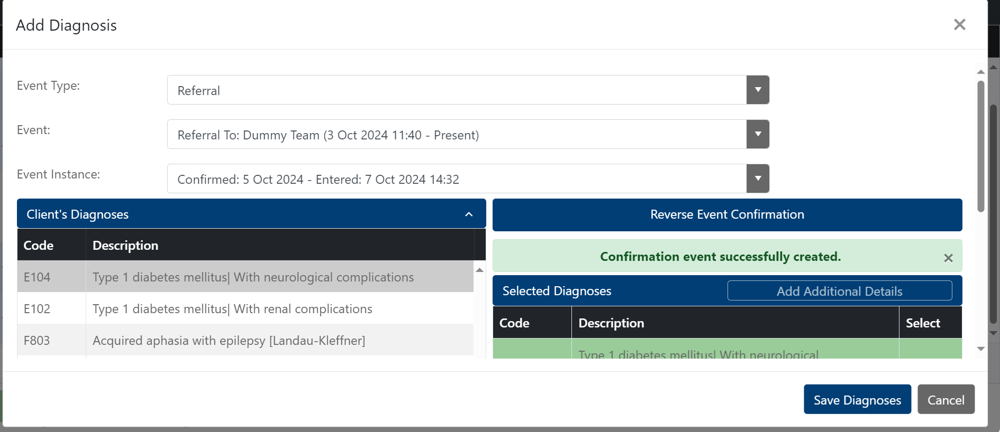 Add Diagnosis
Event Type:
Referral
Event:
Referral To: Dummy Team (3 Oct 2024 11:40 - Present)
Event Instance:
Confirmed: 5 Oct 2024 - Entered: 7 Oct 2024 14:32
Client's Diagnoses
Code Description
E104 Type 1 diabetes mellitus| With neurological complications
E102 Type 1 diabetes mellitus| With renal complications
F803 Acquired aphasia with epilepsy [Landau-Kleffner]
Reverse Event Confirmation
Confirmation event successfully created.
Selected Diagnoses
Add Additional Details
Code Description Select
Type 1 diabetes mellitus| With neurological
Save Diagnoses
Cancel